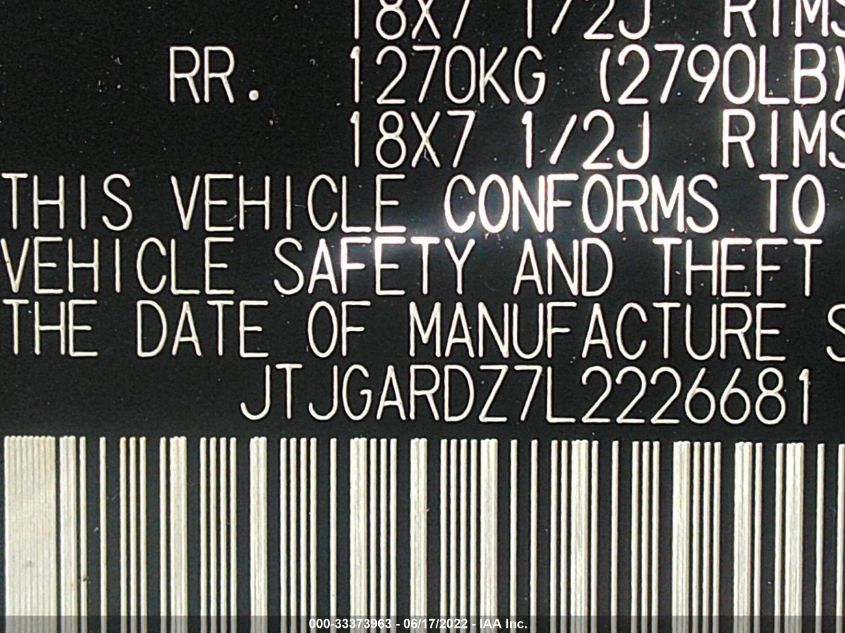 18X7 1/2J RIMS
RR. 1270KG (2790LB)
18X7 1/2J RIMS
THIS VEHICLE CONFORMS TO
VEHICLE SAFETY AND THEFT
THE DATE OF MANUFACTURE S
JTJGARDZ7L2226681
000-33373963 - 06/17/2022 - IAA Inc.